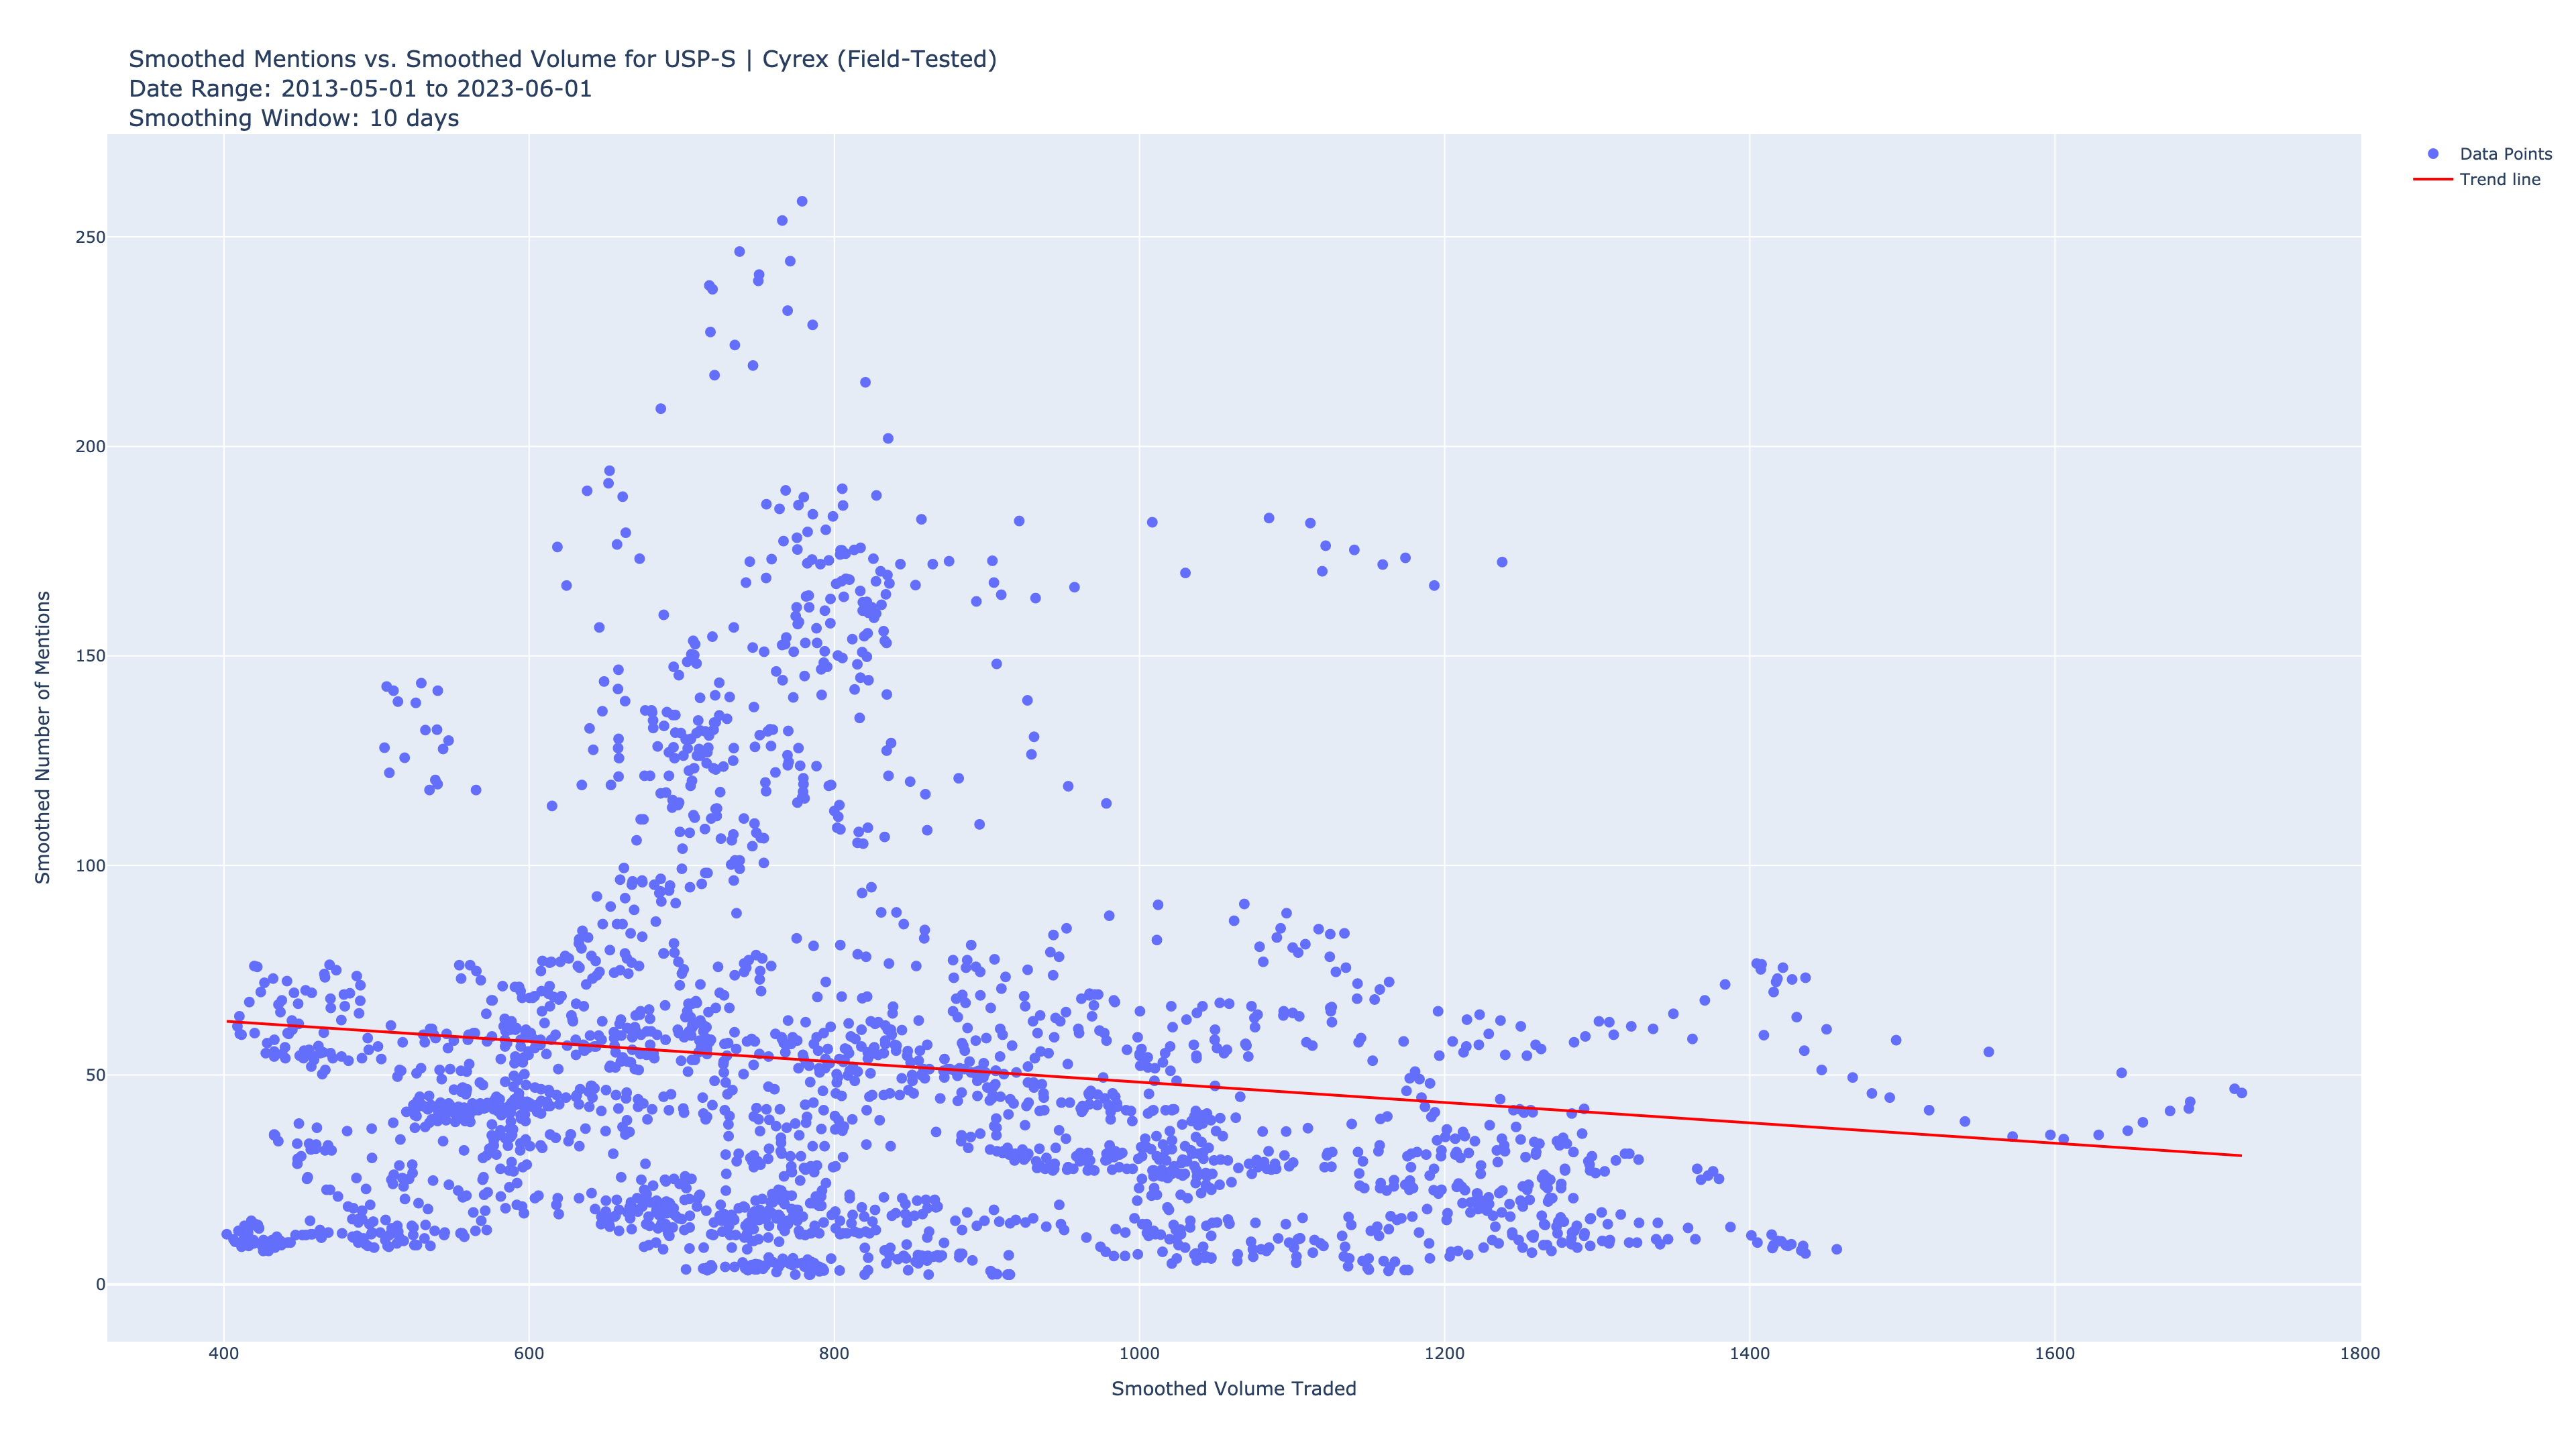 Smoothed Mentions vs. Smoothed Volume for USP-S | Cyrex (Field-Tested)
Date Range: 2013-05-01 to 2023-06-01
Smoothing Window: 10 days
Data Points
Trend line
Smoothed Number of Mentions
250
200
150
100
50
0
400 600 800 1000 1200 1400 1600 1800
Smoothed Volume Traded